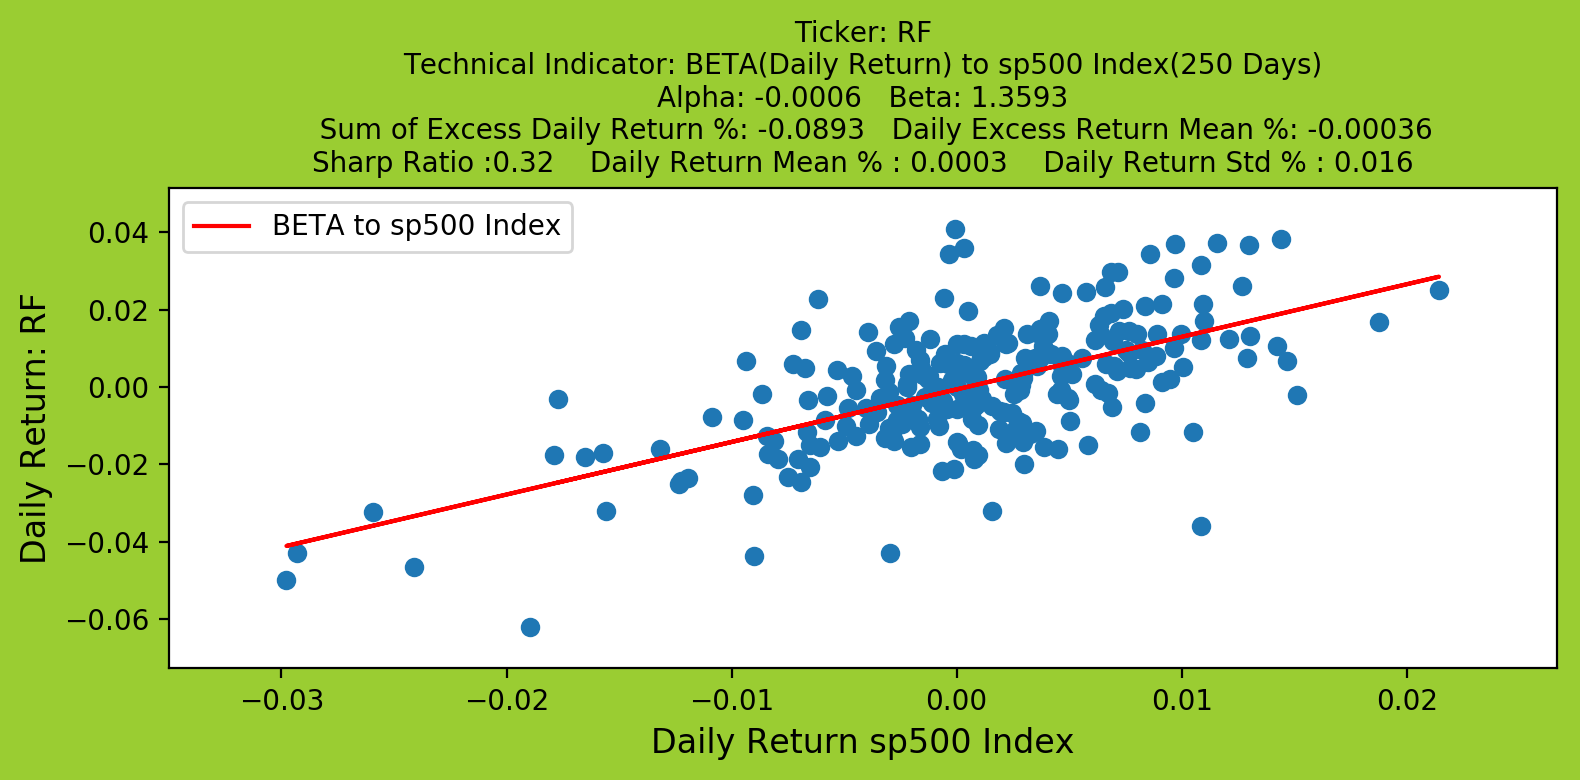 Ticker: RF
Technical Indicator: BETA(Daily Return) to sp500 Index(250 Days)
Alpha: -0.0006   Beta: 1.3593
Sum of Excess Daily Return %: -0.0893   Daily Excess Return Mean %: -0.00036
Sharp Ratio :0.32    Daily Return Mean % : 0.0003    Daily Return Std % : 0.016
BETA to sp500 Index
Daily Return: RF
0.04
0.02
0.00
−0.02
−0.04
−0.06
−0.03 −0.02 −0.01 0.00 0.01 0.02
Daily Return sp500 Index